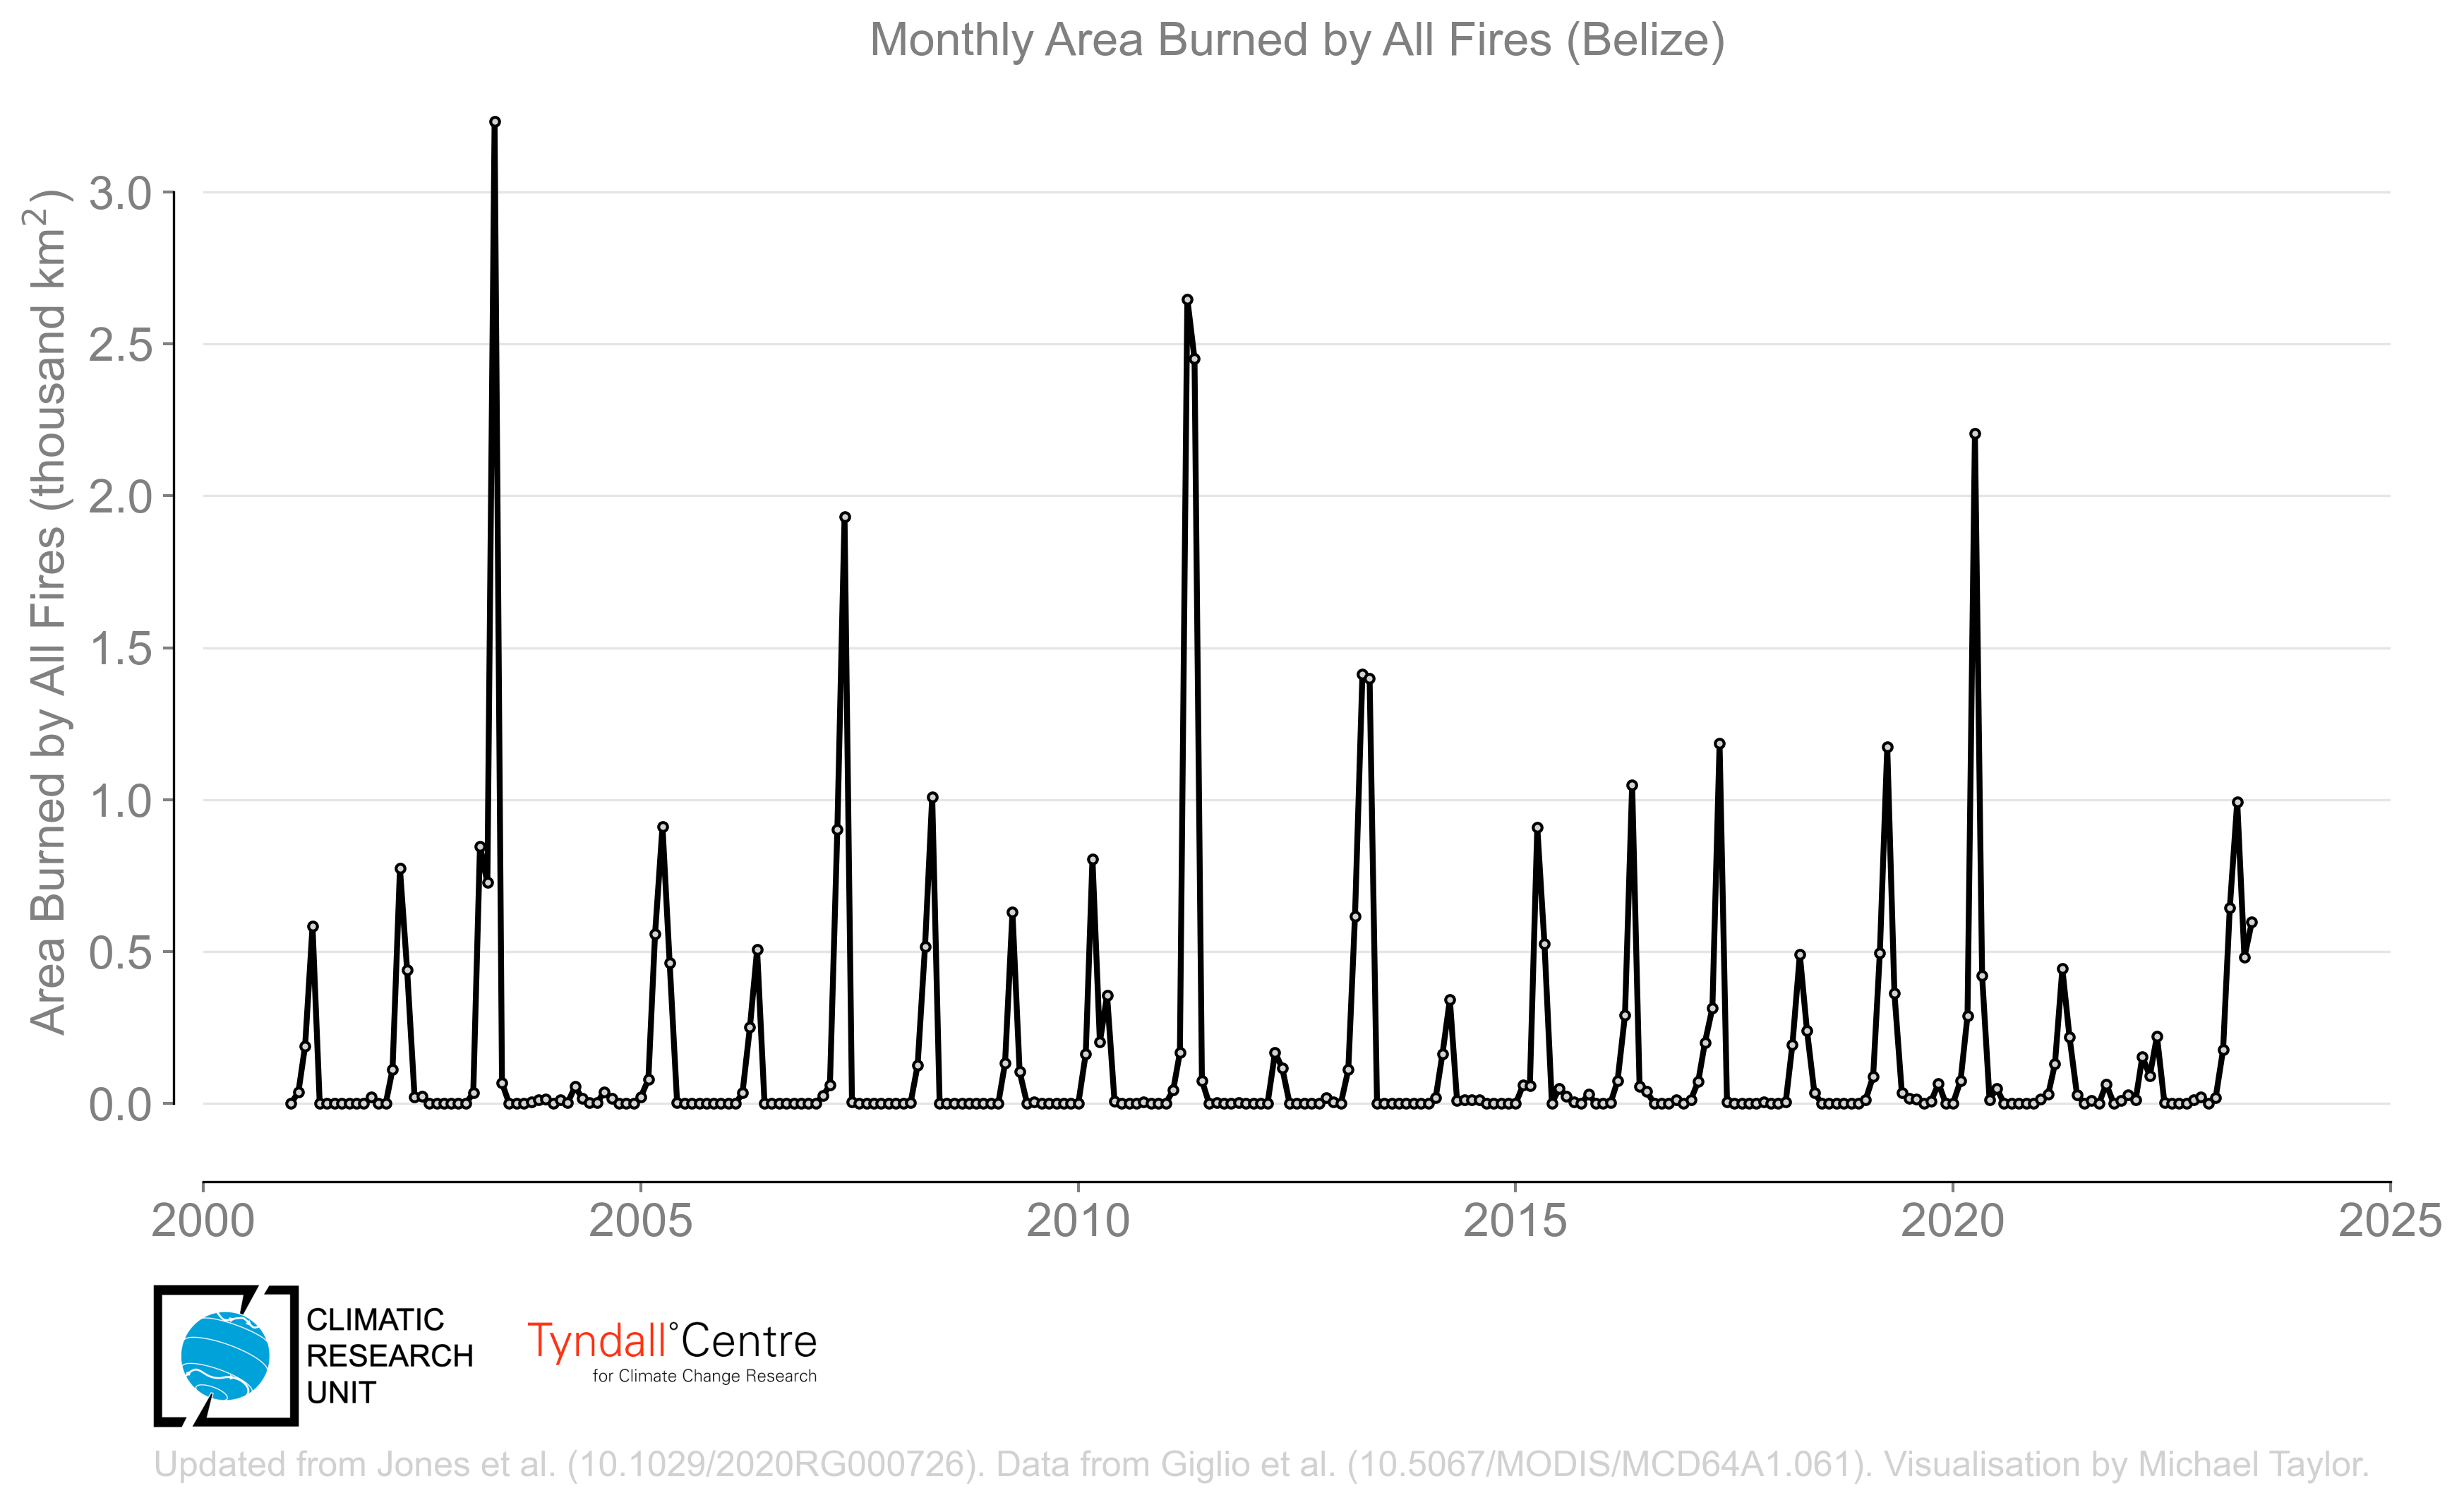 Monthly Area Burned by All Fires (Belize)
Area Burned by All Fires (thousand km²)
3.0
2.5
2.0
1.5
1.0
0.5
0.0
2000 2005 2010 2015 2020 2025
CLIMATIC
RESEARCH
UNIT
Tyndall°Centre
for Climate Change Research
Updated from Jones et al. (10.1029/2020RG000726). Data from Giglio et al. (10.5067/MODIS/MCD64A1.061). Visualisation by Michael Taylor.